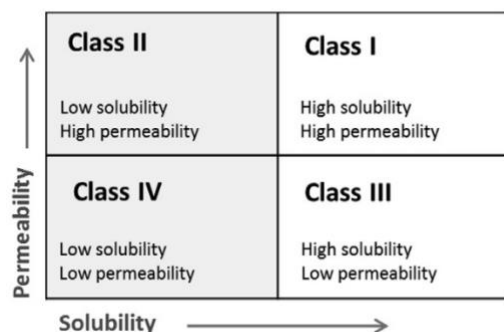 Class II
Low solubility
High permeability
Class I
High solubility
High permeability
Class IV
Low solubility
Low permeability
Class III
High solubility
Low permeability
Permeability
Solubility